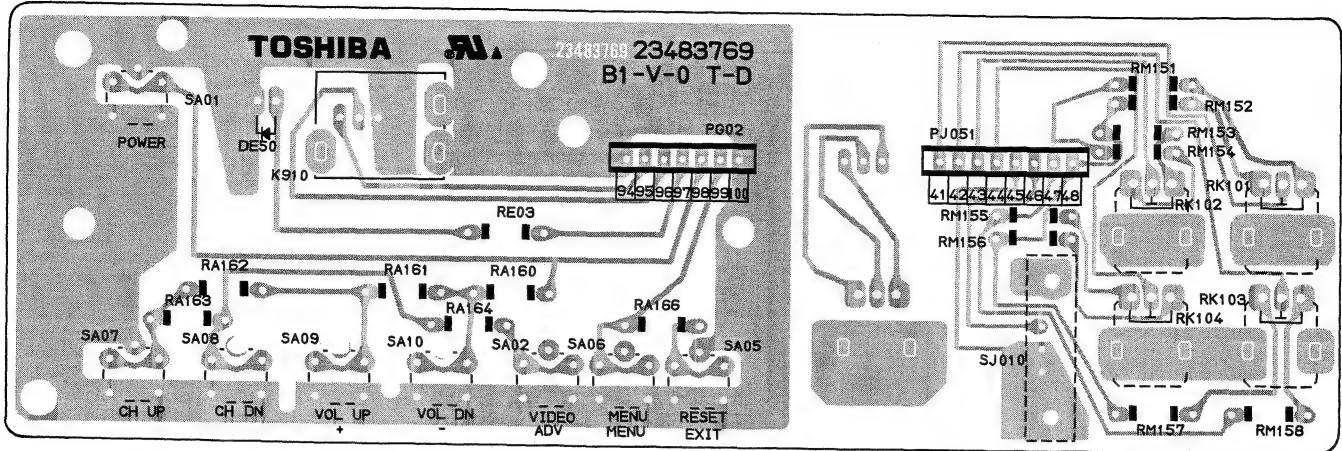 TOSHIBA
23483769 23483769
B1-V-0 T-D
SA01
POWER
DE50
K910
PG02
94 95 96 97 98 99 100
RE03
RA162
RA161
RA160
RA163
RA164
RA166
SA07
SA08
SA09
SA10
SA02
SA06
SA05
CH UP
CH DN
VOL UP
+
VOL DN
-
VIDEO
ADV
MENU
MENU
RESET
EXIT
PJ051
41 42 43 44 45 46 47 48
RM151
RM152
RM153
RM154
RK101
RK102
RM155
RM156
RK103
RK104
SJ010
RM157
RM158